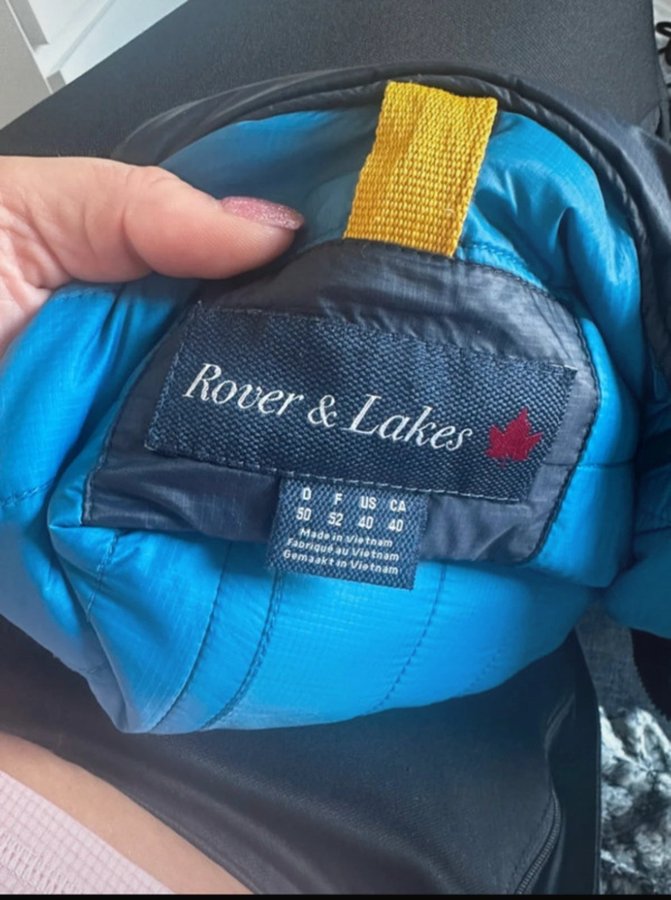 Rover & Lakes
D F US CA
50 52 40 40
Made in Vietnam
Fabriqué au Vietnam
Gemaakt in Vietnam